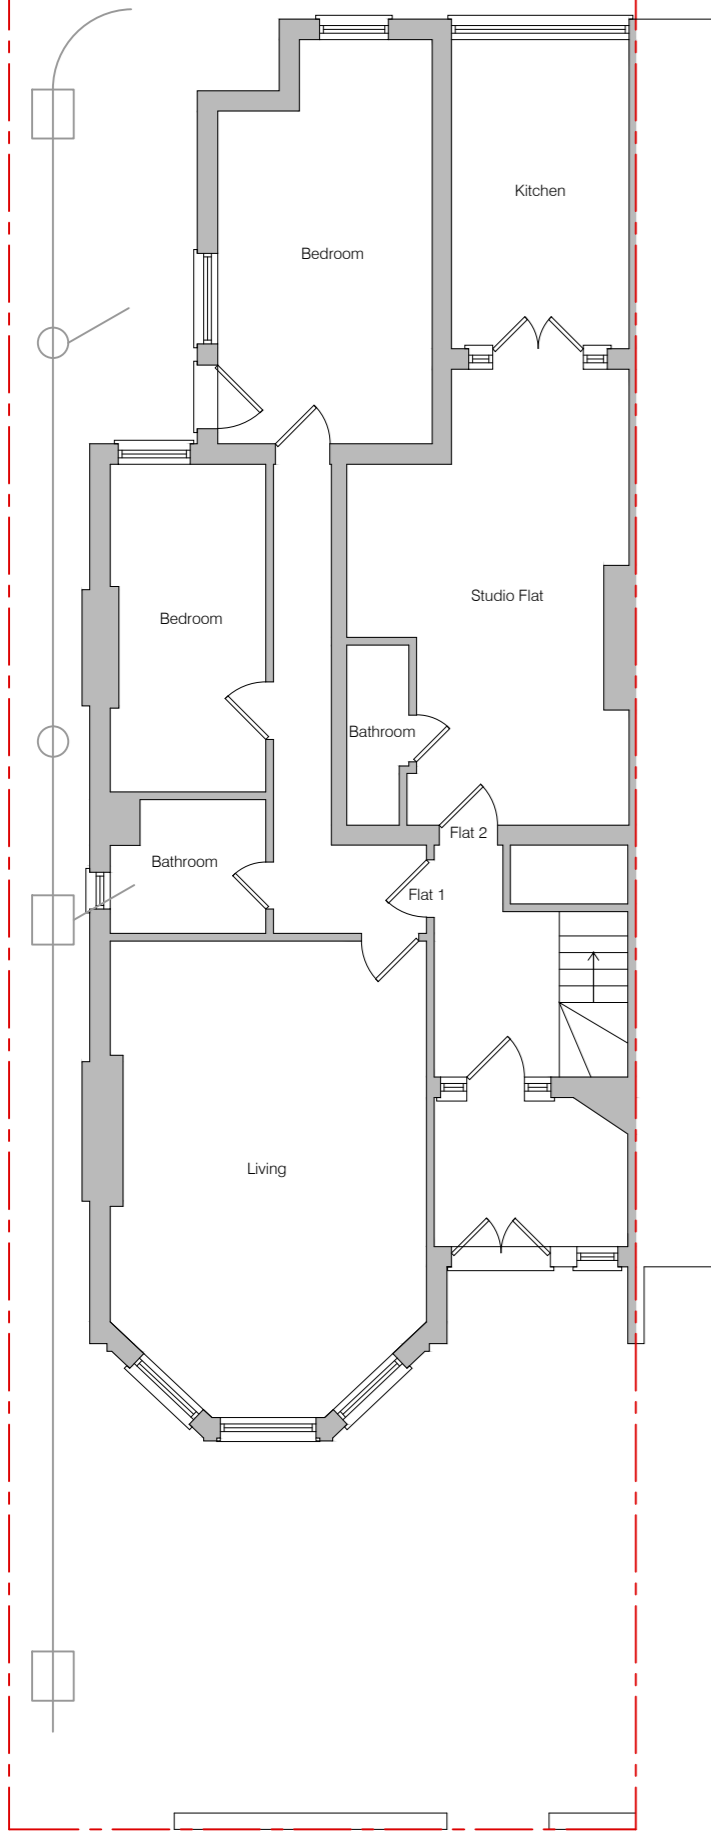 Kitchen
Bedroom
Studio Flat
Bedroom
Bathroom
Flat 2
Bathroom
Flat 1
Living